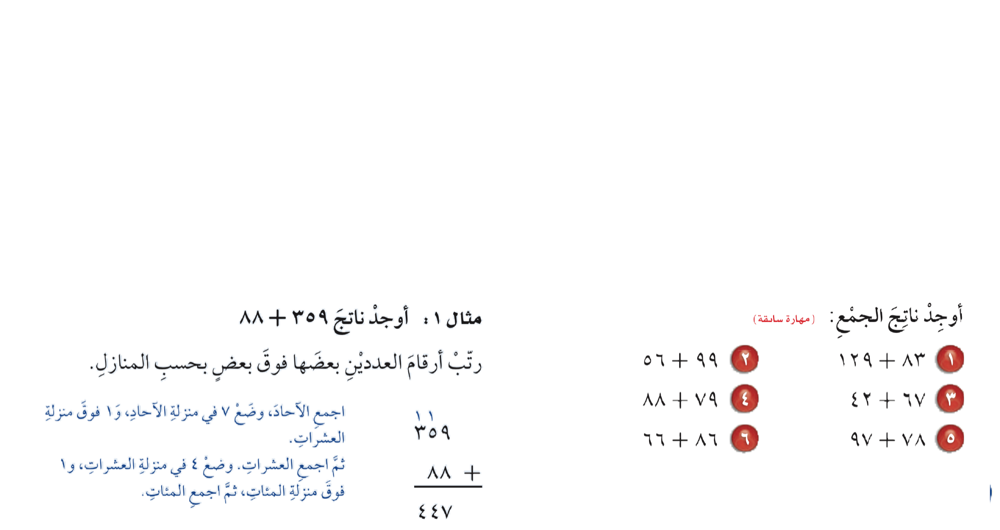 أوجِدْ ناتِجَ الجمْعِ: (مهارة سابقة)
١ ٨٣ + ١٢٩
٢ ٩٩ + ٥٦
٣ ٦٧ + ٤٢
٤ ٧٩ + ٨٨
٥ ٧٨ + ٩٧
٦ ٨٦ + ٦٦
مثال ١ : أوجدْ ناتجَ ٣٥٩ + ٨٨
رتّبْ أرقامَ العدديْنِ بعضَها فوقَ بعضٍ بحسبِ المنازلِ.
١ ١
٣٥٩
+ ٨٨
٤٤٧
اجمعِ الآحادَ، وضَعْ ٧ في منزلةِ الآحادِ، وَ١ فوقَ منزلةِ
العشراتِ.
ثمَّ اجمعِ العشراتِ. وضعْ ٤ في منزلةِ العشراتِ، و١
فوقَ منزلةِ المئاتِ، ثمَّ اجمعِ المئاتِ.